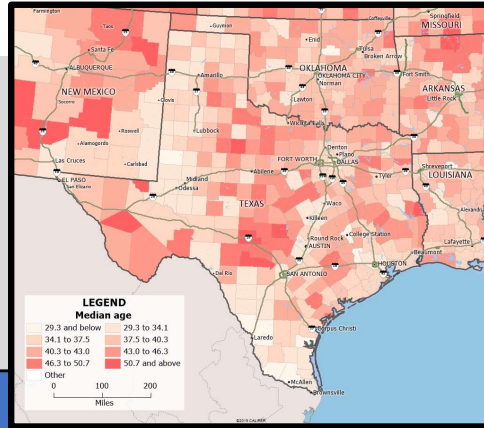 Farmington
Guymon
Coffeyville
Springfield
MISSOURI
Taos
Enid
Tulsa
Santa Fe
Broken Arrow
ALBUQUERQUE
Amarillo
OKLAHOMA
OKLAHOMA CITY
Fort Smith
Norman
ARKANSAS
NEW MEXICO
Little Rock
Socorro
Clovis
Lawton
Roswell
Lubbock
Wichita Falls
Alamogordo
Denton
Plano
Las Cruces
Carlsbad
FORT WORTH
DALLAS
Shreveport
Abilene
Tyler
EL PASO
Midland
LOUISIANA
San Elizario
Odessa
TEXAS
Waco
Alexandria
Killeen
Round Rock
College Station
AUSTIN
Beaumont
Lafayette
HOUSTON
Del Rio
SAN ANTONIO
LEGEND
Median age
29.3 and below 29.3 to 34.1
34.1 to 37.5 37.5 to 40.3
40.3 to 43.0 43.0 to 46.3
46.3 to 50.7 50.7 and above
Other
0 100 200
Miles
Corpus Christi
Laredo
McAllen
Brownsville